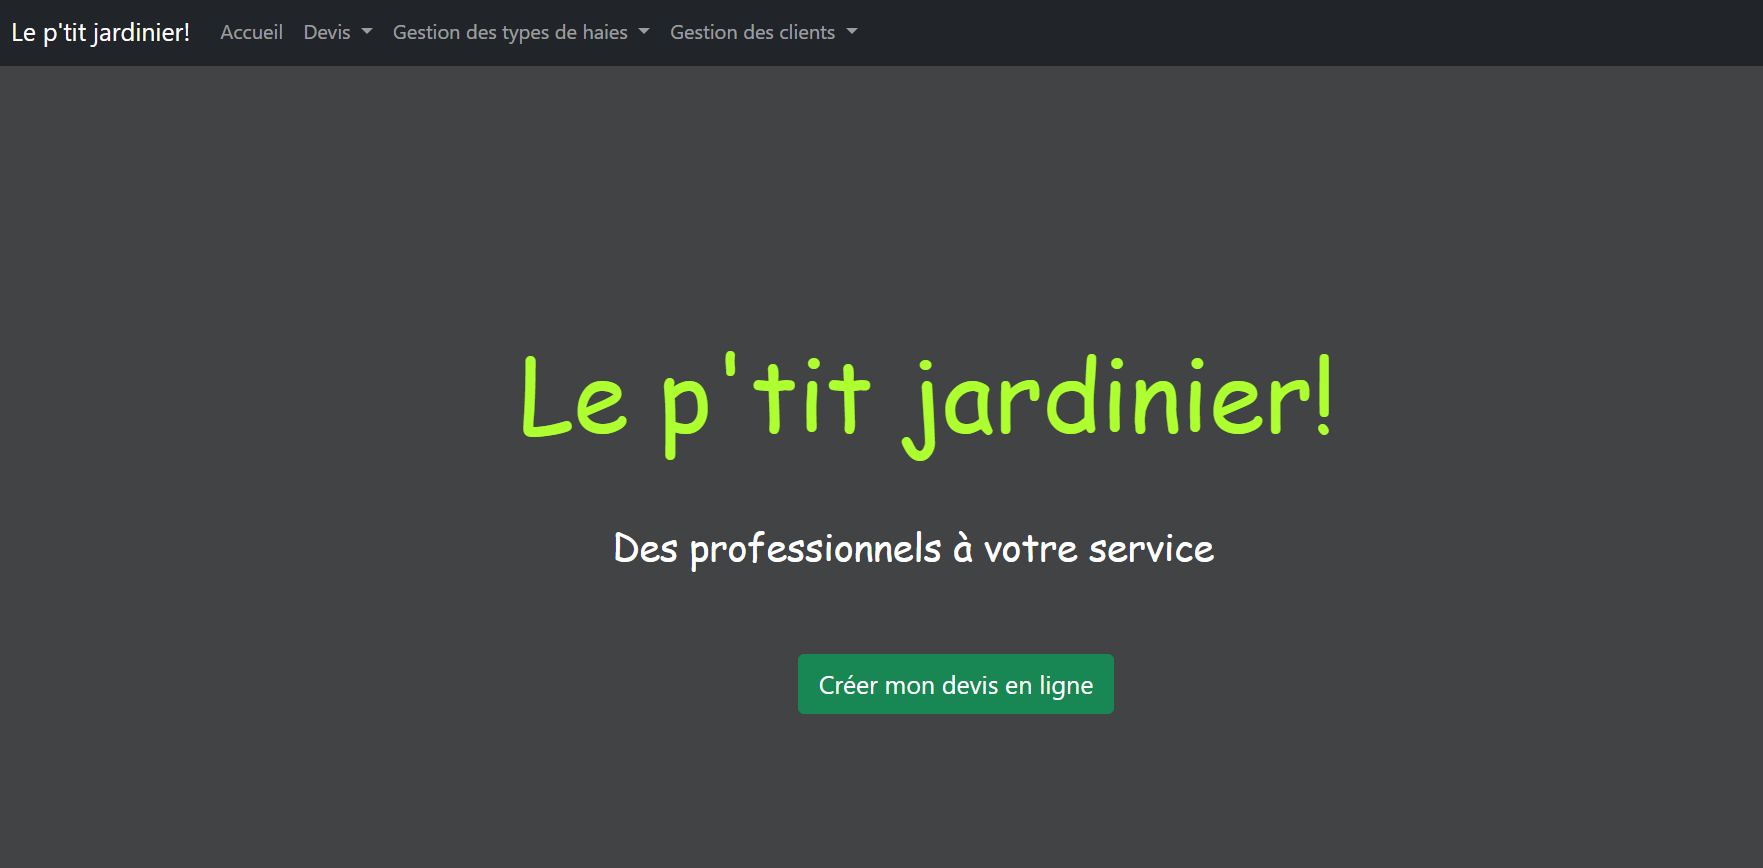 Le p'tit jardinier! Accueil Devis Gestion des types de haies Gestion des clients
Le p'tit jardinier!
Des professionnels à votre service
Créer mon devis en ligne